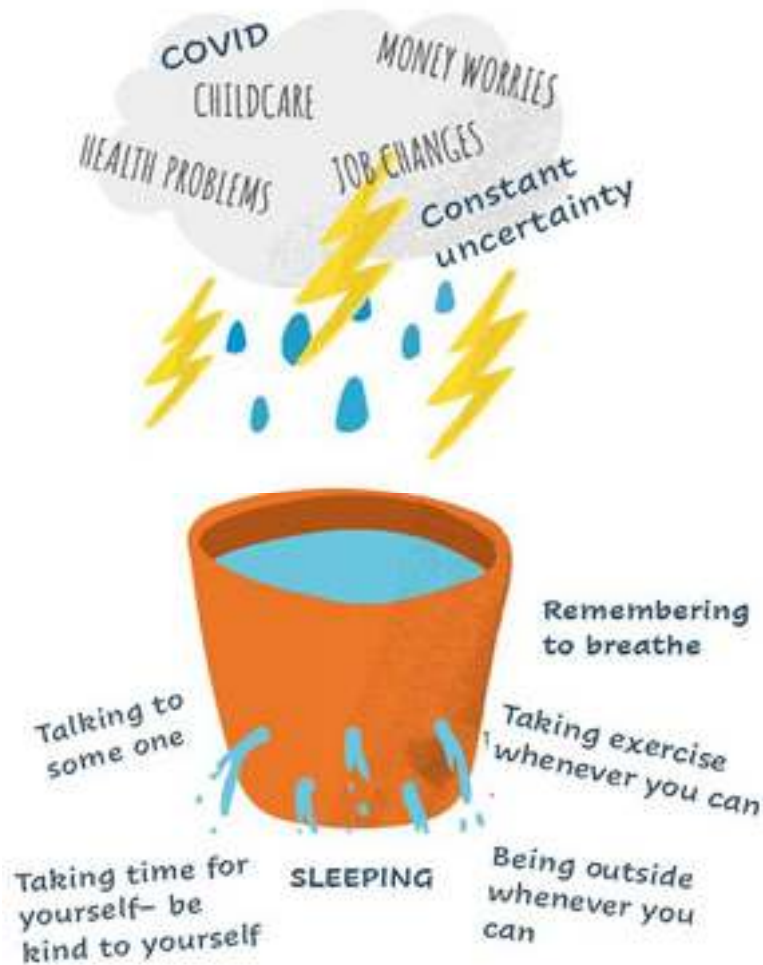 COVID
MONEY WORRIES
CHILDCARE
HEALTH PROBLEMS
JOB CHANGES
Constant
uncertainty
Remembering
to breathe
Talking to
some one
Taking exercise
whenever you can
Taking time for
yourself– be
kind to yourself
SLEEPING
Being outside
whenever you
can